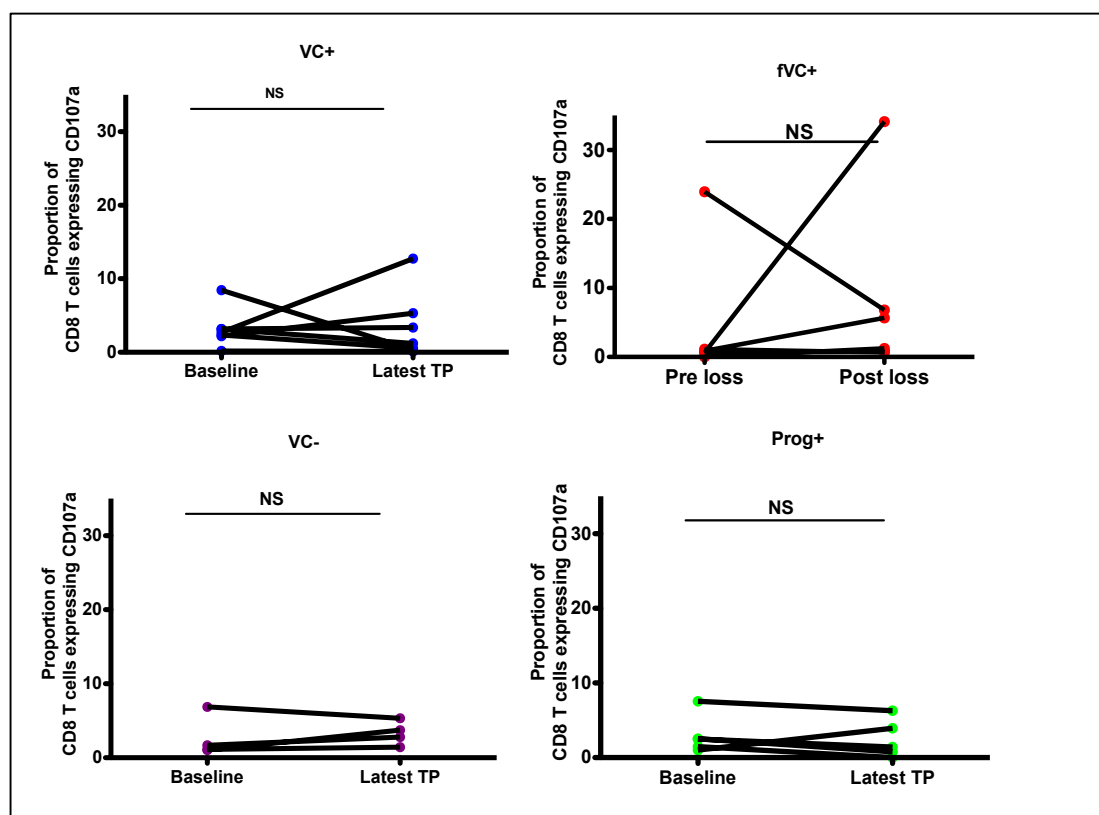 VC+
NS
Proportion of
CD8 T cells expressing CD107a
30
20
10
0
Baseline
Latest TP
fVC+
NS
Proportion of
CD8 T cells expressing CD107a
30
20
10
0
Pre loss
Post loss
VC-
NS
Proportion of
CD8 T cells expressing CD107a
30
20
10
0
Baseline
Latest TP
Prog+
NS
Proportion of
CD8 T cells expressing CD107a
30
20
10
0
Baseline
Latest TP